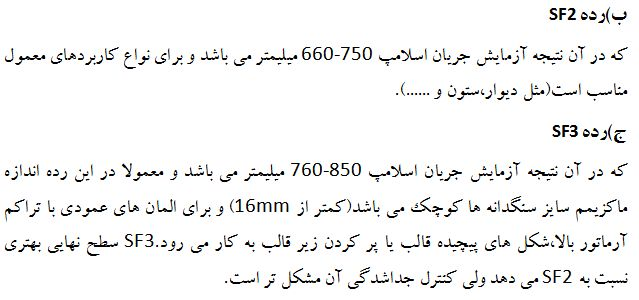 ب)رده SF2
که در آن نتیجه آزمایش جریان اسلامپ 750-660 میلیمتر می باشد و برای نواع کاربردهای معمول
مناسب است(مثل دیوار،ستون و ......).
ج)رده SF3
که در آن نتیجه آزمایش جریان اسلامپ 850-760 میلیمتر می باشد و معمولا در این رده اندازه
ماکزیمم سایز سنگدانه ها کوچک می باشد(کمتر از 16mm) و برای المان های عمودی با تراکم
آرماتور بالا،شکل های پیچیده قالب یا پر کردن زیر قالب به کار می رود.SF3 سطح نهایی بهتری
نسبت به SF2 می دهد ولی کنترل جداشدگی آن مشکل تر است.